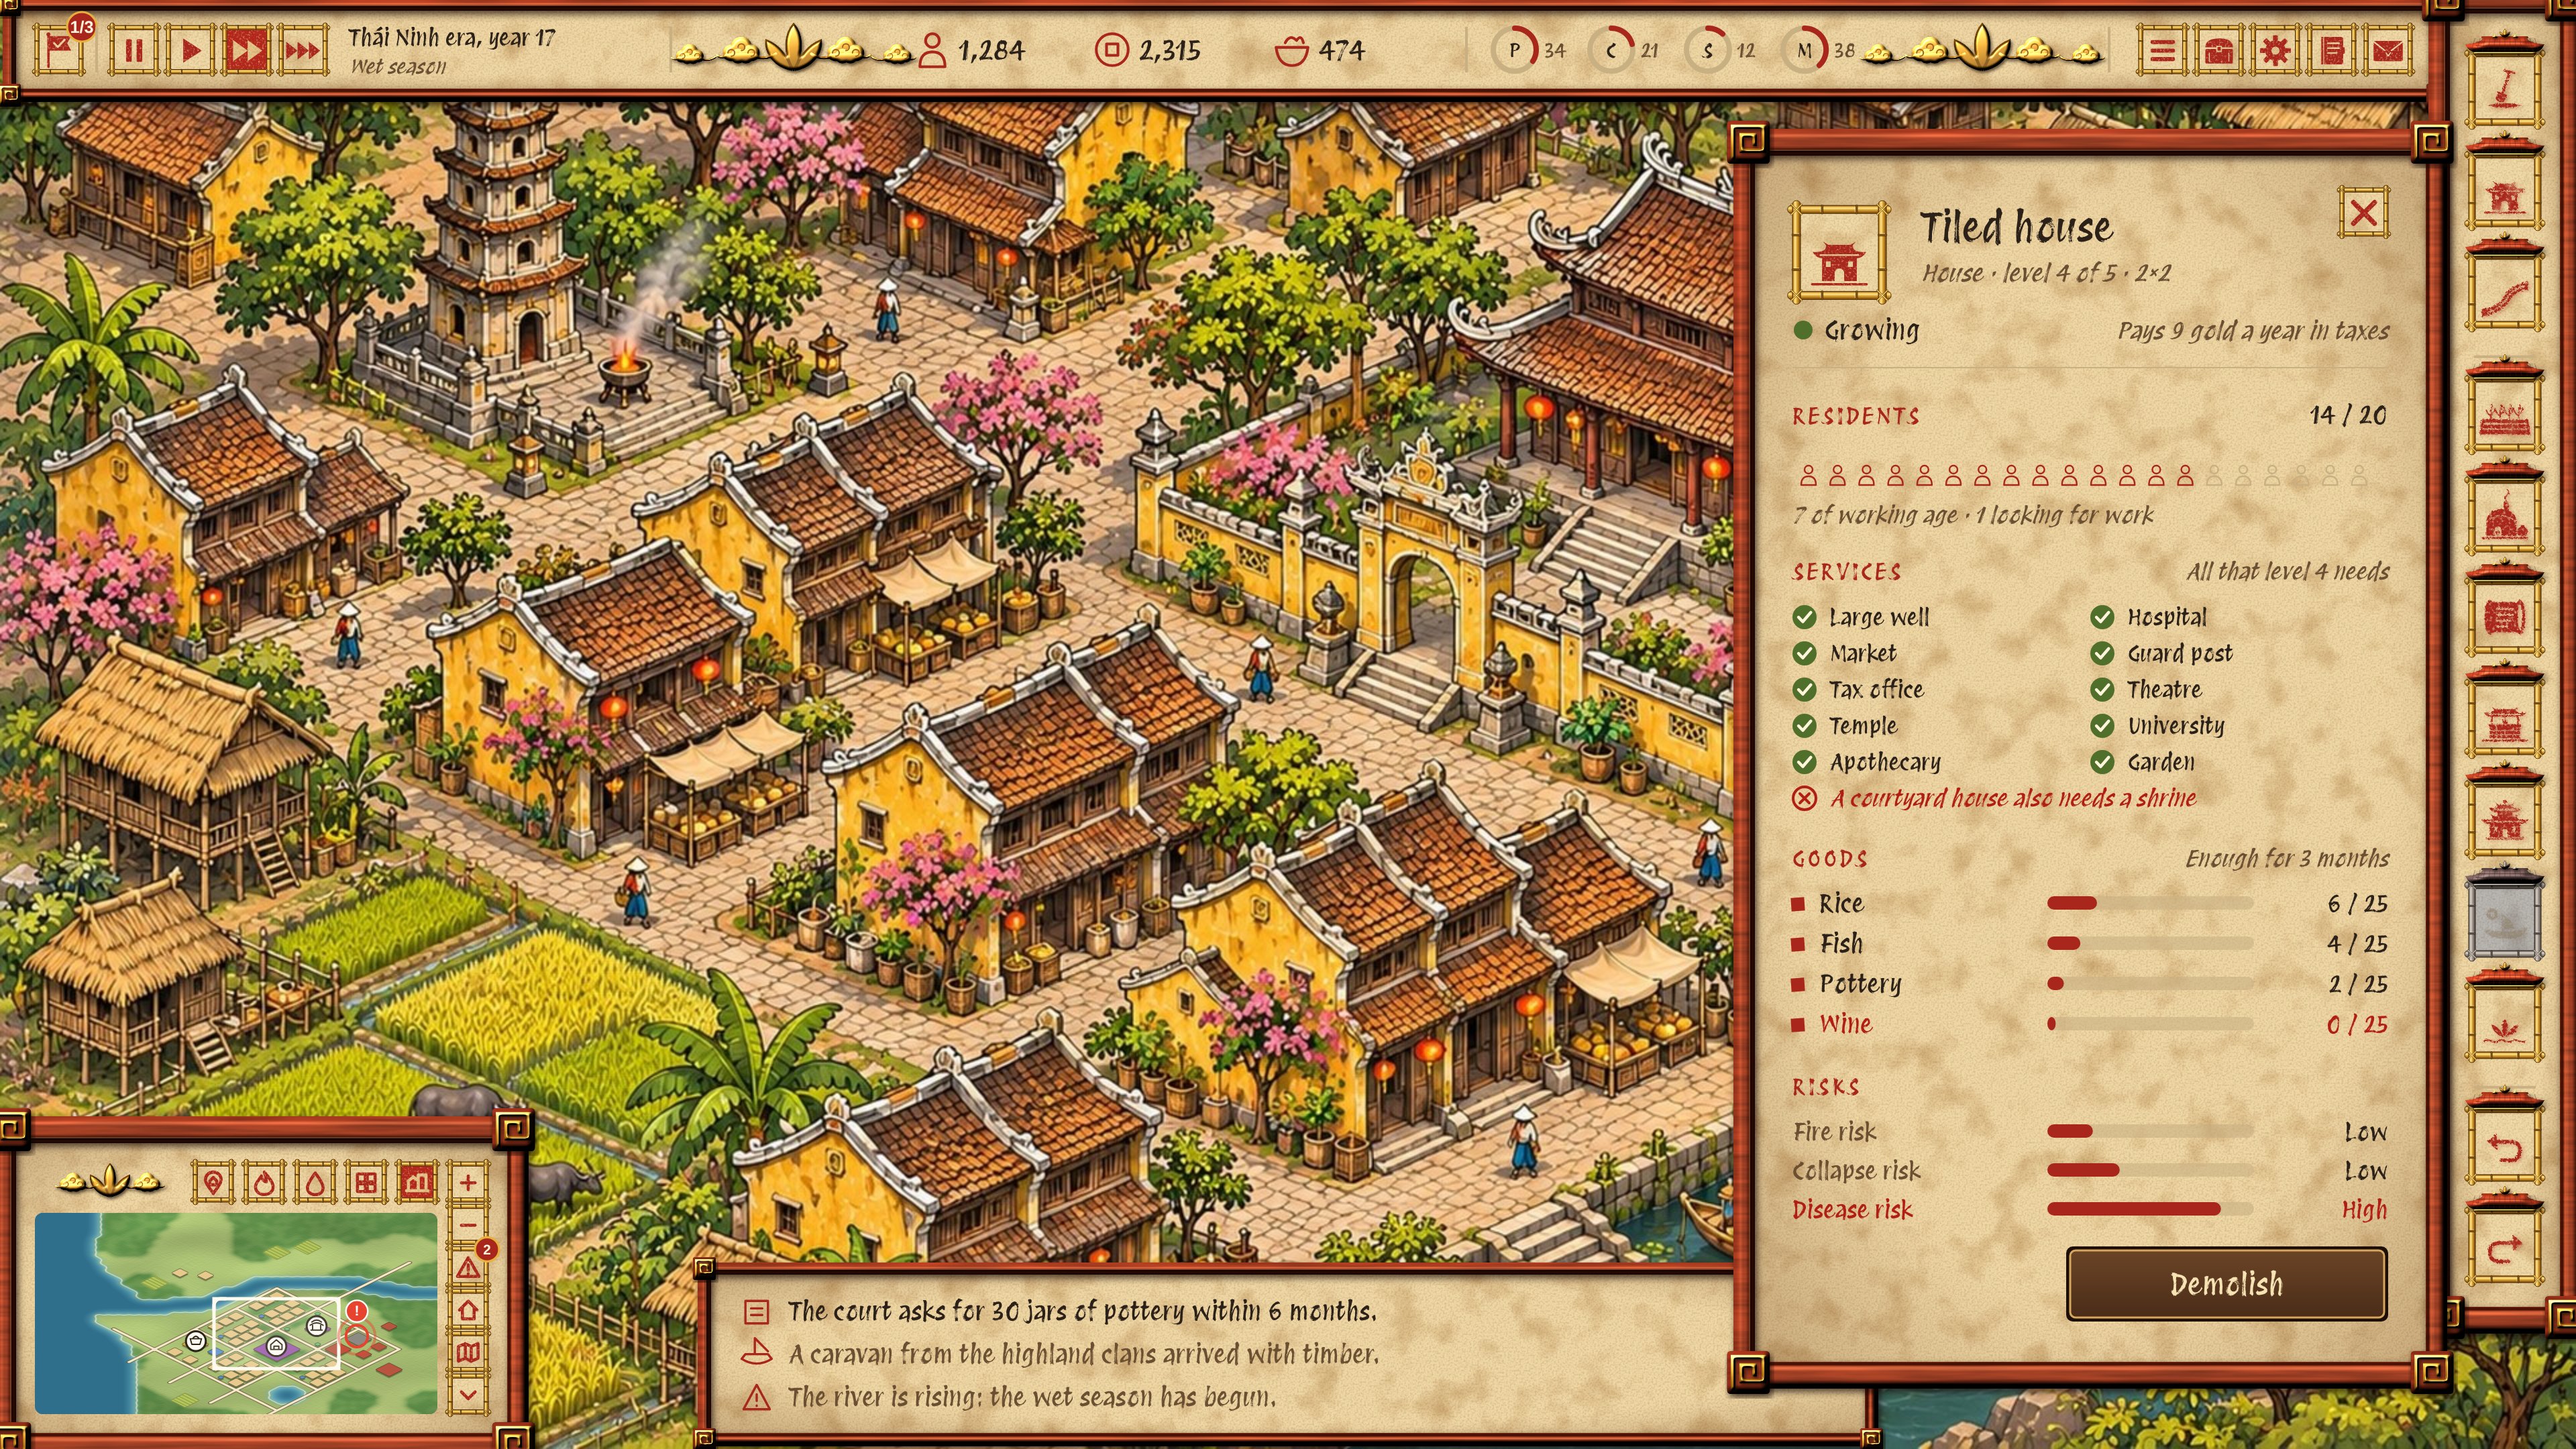 1/3
Thái Ninh era, year 17
Wet season
1,284
2,315
474
P 34
C 21
S 12
M 38
Tiled house
House · level 4 of 5 · 2×2
Growing
Pays 9 gold a year in taxes
RESIDENTS
14 / 20
7 of working age · 1 looking for work
SERVICES
All that level 4 needs
Large well
Hospital
Market
Guard post
Tax office
Theatre
Temple
University
Apothecary
Garden
A courtyard house also needs a shrine
GOODS
Enough for 3 months
Rice
6 / 25
Fish
4 / 25
Pottery
2 / 25
Wine
0 / 25
RISKS
Fire risk
Low
Collapse risk
Low
Disease risk
High
Demolish
2
!
The court asks for 30 jars of pottery within 6 months.
A caravan from the highland clans arrived with timber.
The river is rising: the wet season has begun.